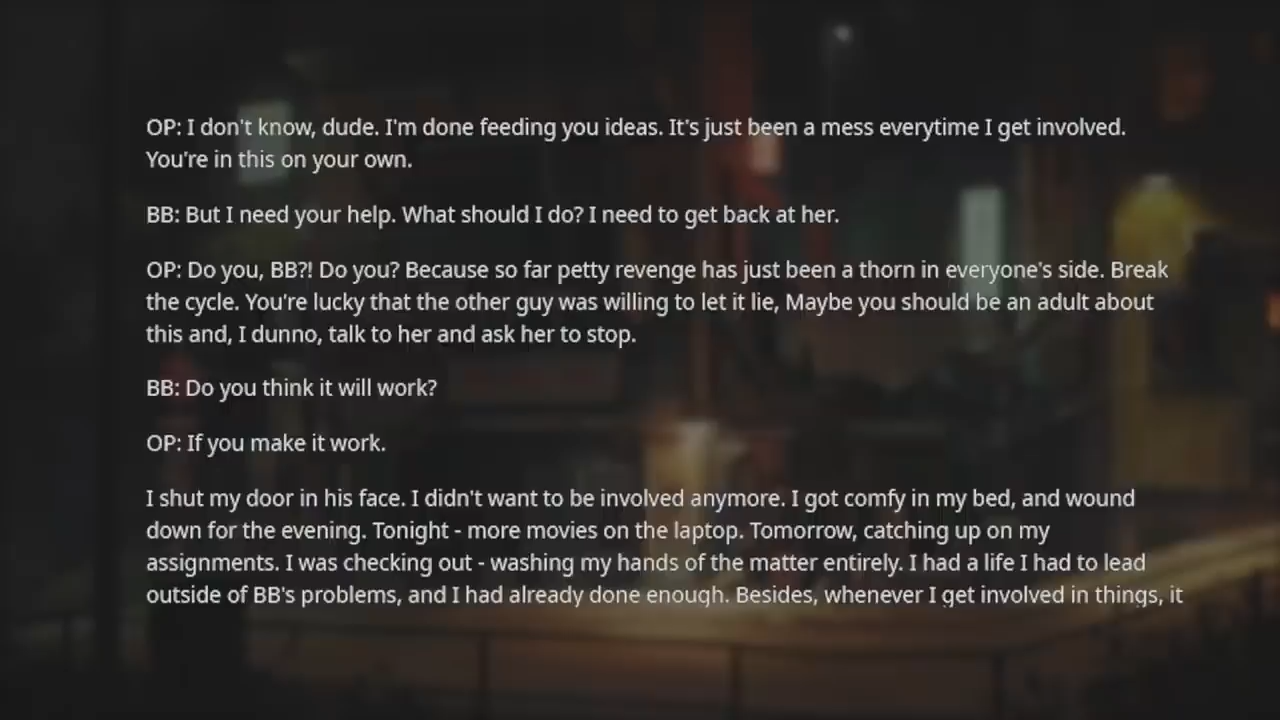 OP: I don't know, dude. I'm done feeding you ideas. It's just been a mess everytime I get involved.
You're in this on your own.
BB: But I need your help. What should I do? I need to get back at her.
OP: Do you, BB?! Do you? Because so far petty revenge has just been a thorn in everyone's side. Break
the cycle. You're lucky that the other guy was willing to let it lie, Maybe you should be an adult about
this and, I dunno, talk to her and ask her to stop.
BB: Do you think it will work?
OP: If you make it work.
I shut my door in his face. I didn't want to be involved anymore. I got comfy in my bed, and wound
down for the evening. Tonight - more movies on the laptop. Tomorrow, catching up on my
assignments. I was checking out - washing my hands of the matter entirely. I had a life I had to lead
outside of BB's problems, and I had already done enough. Besides, whenever I get involved in things, it